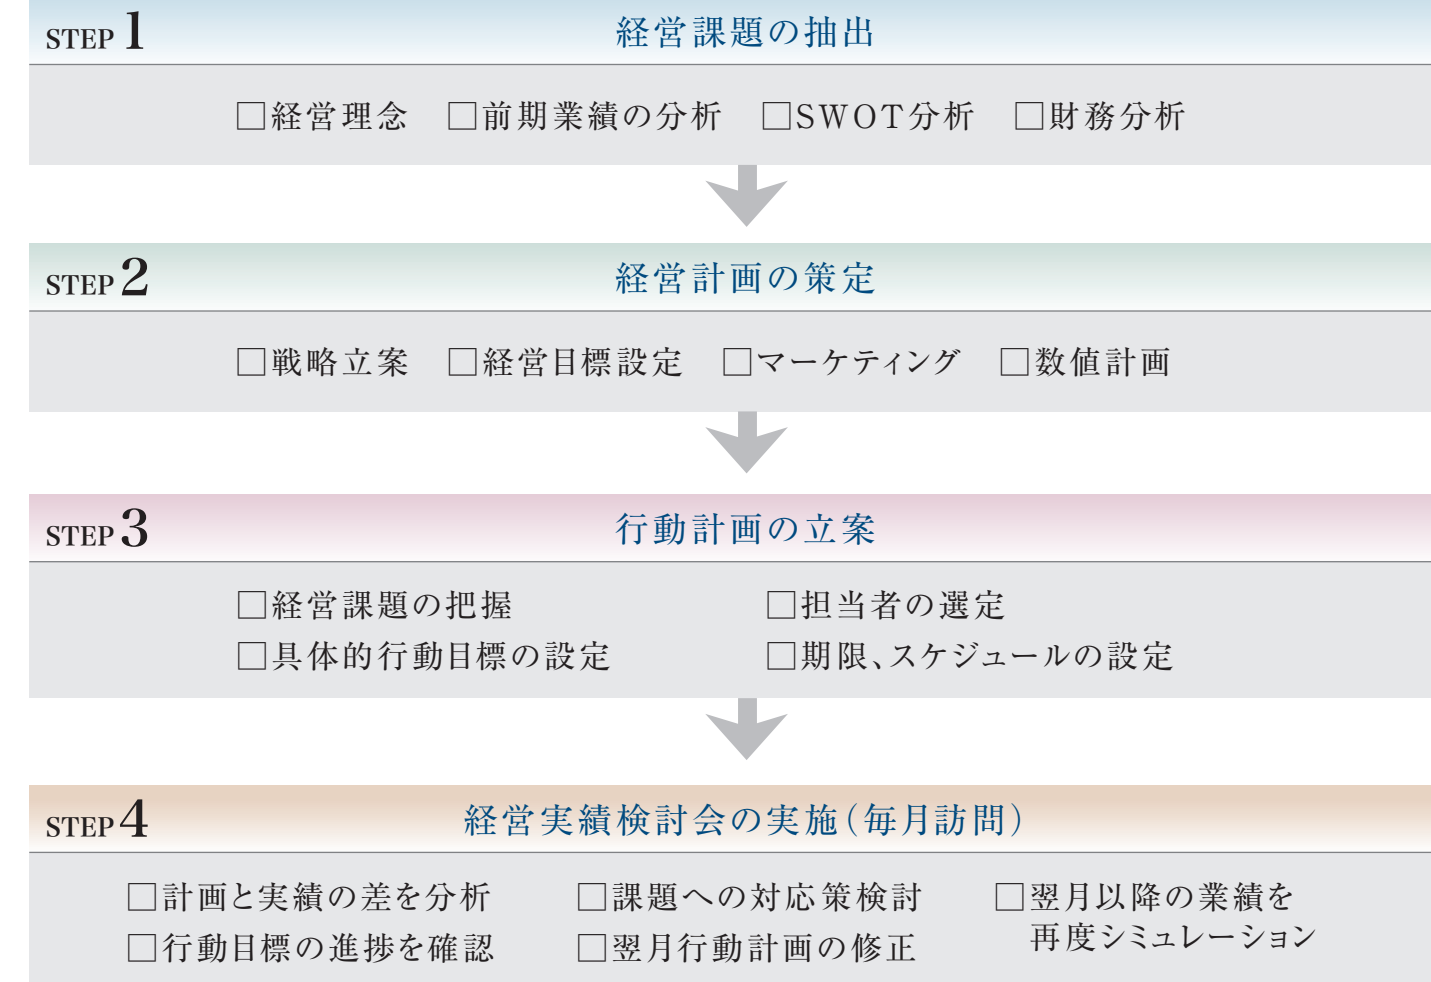 STEP 1 経営課題の抽出
□経営理念 □前期業績の分析 □SWOT分析 □財務分析
STEP 2 経営計画の策定
□戦略立案 □経営目標設定 □マーケティング □数値計画
STEP 3 行動計画の立案
□経営課題の把握 □担当者の選定
□具体的行動目標の設定 □期限、スケジュールの設定
STEP 4 経営実績検討会の実施(毎月訪問)
□計画と実績の差を分析 □課題への対応策検討 □翌月以降の業績を
□行動目標の進捗を確認 □翌月行動計画の修正 再度シミュレーション